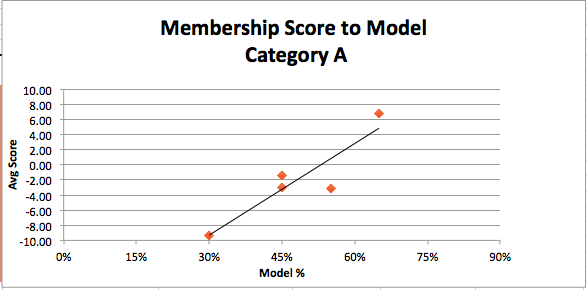 Membership Score to Model
Category A
10.00
8.00
6.00
4.00
2.00
0.00
-2.00
-4.00
-6.00
-8.00
-10.00
Avg Score
0% 15% 30% 45% 60% 75% 90%
Model %